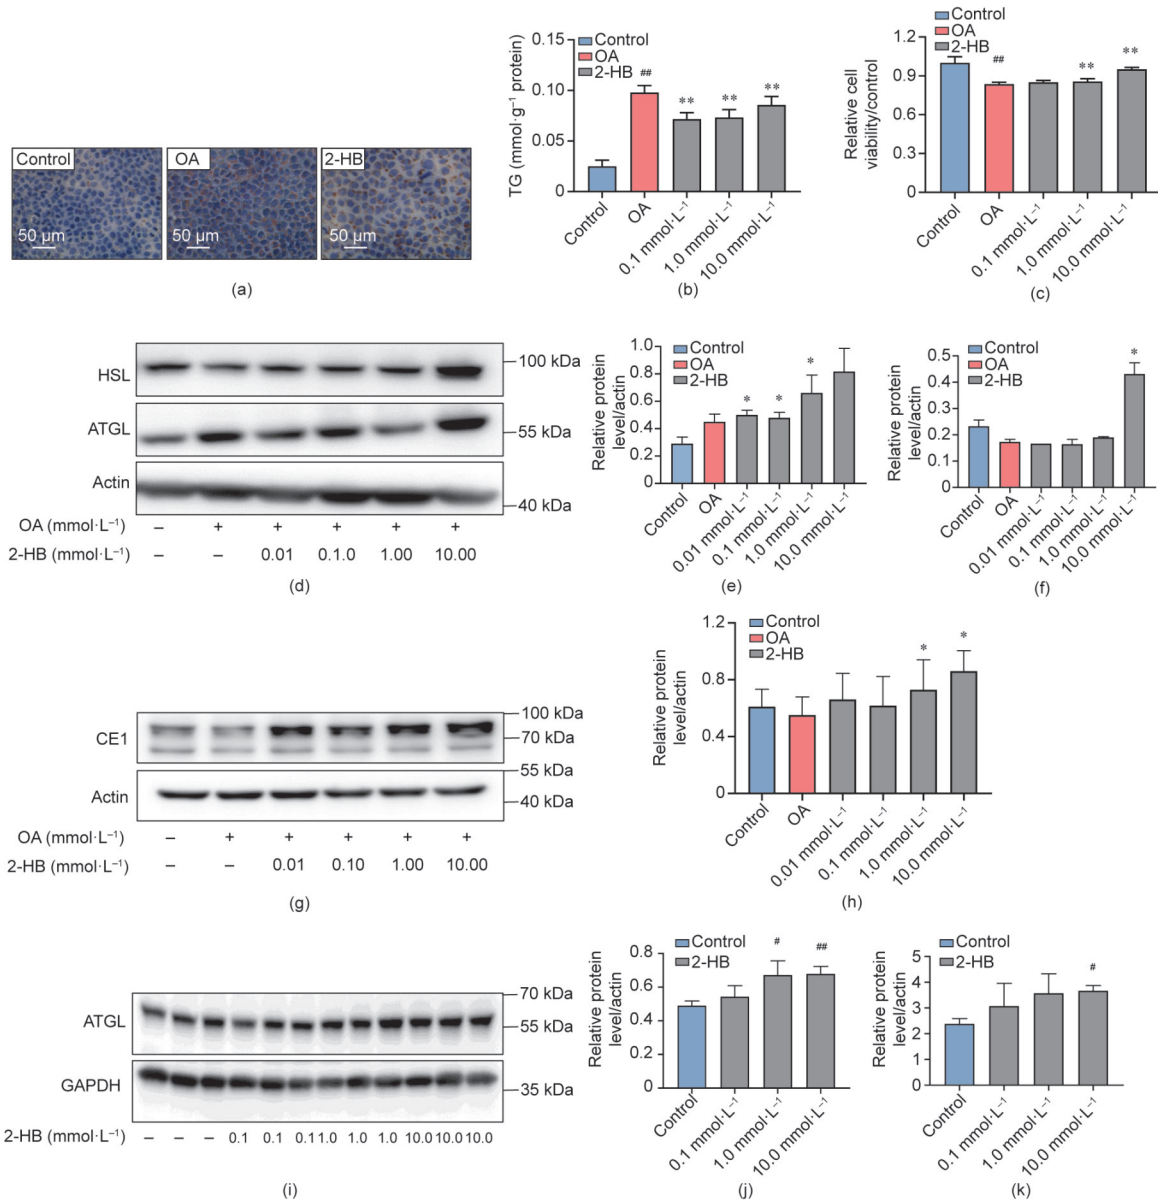 Control
OA
2-HB
50 μm
50 μm
50 μm
(a)
TG (mmol·g⁻¹ protein)
0.15
0.10
0.05
0
Control
OA
2-HB
##
**
**
**
Control
OA
0.1 mmol·L⁻¹
1.0 mmol·L⁻¹
10.0 mmol·L⁻¹
(b)
Relative cell
viability/control
1.2
0.9
0.6
0.3
0
Control
OA
2-HB
##
**
**
Control
OA
0.1 mmol·L⁻¹
1.0 mmol·L⁻¹
10.0 mmol·L⁻¹
(c)
HSL
100 kDa
ATGL
55 kDa
Actin
40 kDa
OA (mmol·L⁻¹) – + + + + +
2-HB (mmol·L⁻¹) – – 0.01 0.1.0 1.00 10.00
(d)
Relative protein
level/actin
1.0
0.8
0.6
0.4
0.2
0
Control
OA
2-HB
*
*
*
Control
OA
0.01 mmol·L⁻¹
0.1 mmol·L⁻¹
1.0 mmol·L⁻¹
10.0 mmol·L⁻¹
(e)
Relative protein
level/actin
0.5
0.4
0.3
0.2
0.1
0
Control
OA
2-HB
*
Control
OA
0.01 mmol·L⁻¹
0.1 mmol·L⁻¹
1.0 mmol·L⁻¹
10.0 mmol·L⁻¹
(f)
CE1
100 kDa
70 kDa
55 kDa
Actin
40 kDa
OA (mmol·L⁻¹) – + + + + +
2-HB (mmol·L⁻¹) – – 0.01 0.10 1.00 10.00
(g)
Relative protein
level/actin
1.2
0.8
0.4
0
Control
OA
2-HB
*
*
Control
OA
0.01 mmol·L⁻¹
0.1 mmol·L⁻¹
1.0 mmol·L⁻¹
10.0 mmol·L⁻¹
(h)
70 kDa
ATGL
55 kDa
GAPDH
35 kDa
2-HB (mmol·L⁻¹) – – – 0.1 0.1 0.1 1.0 1.0 1.0 10.0 10.0 10.0
(i)
Relative protein
level/actin
0.8
0.6
0.4
0.2
0
Control
2-HB
#
##
Control
0.1 mmol·L⁻¹
1.0 mmol·L⁻¹
10.0 mmol·L⁻¹
(j)
Relative protein
level/actin
5
4
3
2
1
0
Control
2-HB
#
Control
0.1 mmol·L⁻¹
1.0 mmol·L⁻¹
10.0 mmol·L⁻¹
(k)